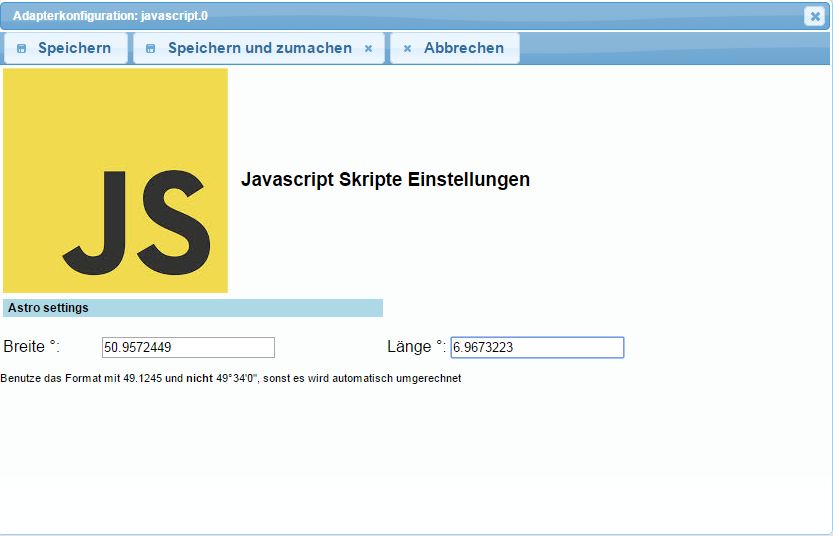 Adapterkonfiguration: javascript.0
Speichern Speichern und zumachen Abbrechen
JS
Javascript Skripte Einstellungen
Astro settings
Breite °: 50.9572449 Länge °: 6.9673223
Benutze das Format mit 49.1245 und nicht 49°34'0", sonst es wird automatisch umgerechnet